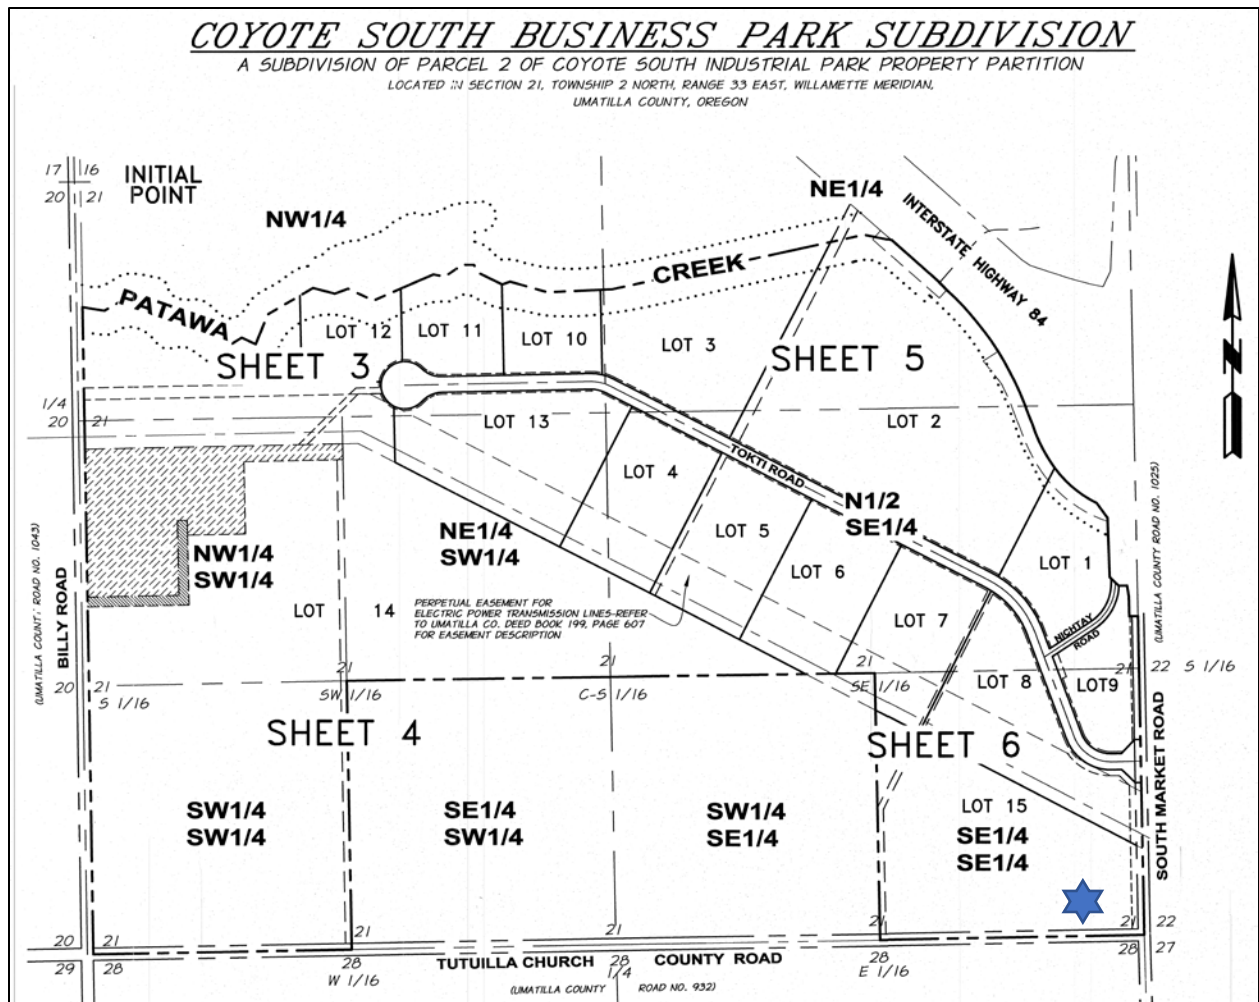 COYOTE SOUTH BUSINESS PARK SUBDIVISION
A SUBDIVISION OF PARCEL 2 OF COYOTE SOUTH INDUSTRIAL PARK PROPERTY PARTITION
LOCATED IN SECTION 21, TOWNSHIP 2 NORTH, RANGE 33 EAST, WILLAMETTE MERIDIAN,
UMATILLA COUNTY, OREGON
17 16
20 21
INITIAL
POINT
NW1/4
NE1/4
INTERSTATE HIGHWAY 84
PATAWA
CREEK
N
LOT 12
LOT 11
LOT 10
LOT 3
SHEET 3
SHEET 5
1/4
20 21
LOT 13
LOT 2
TOKTI ROAD
LOT 4
N1/2
SE1/4
LOT 5
NE1/4
SW1/4
NW1/4
SW1/4
LOT 6
LOT 1
(UMATILLA COUNTY ROAD NO. 1025)
(UMATILLA COUNTY ROAD NO. 1043)
BILLY ROAD
LOT 14
PERPETUAL EASEMENT FOR
ELECTRIC POWER TRANSMISSION LINES-REFER
TO UMATILLA CO. DEED BOOK 199, PAGE 607
FOR EASEMENT DESCRIPTION
LOT 7
NICHTAY
ROAD
20 21
S 1/16
21
SW 1/16
21
C-S 1/16
21
SE 1/16
LOT 8
LOT9
21 22 S 1/16
SHEET 4
SHEET 6
SOUTH MARKET ROAD
SW1/4
SW1/4
SE1/4
SW1/4
SW1/4
SE1/4
LOT 15
SE1/4
SE1/4
20 21
29 28
21
28
W 1/16
21
28
1/4
21
28
E 1/16
21 22
28 27
TUTUILLA CHURCH COUNTY ROAD
(UMATILLA COUNTY ROAD NO. 932)